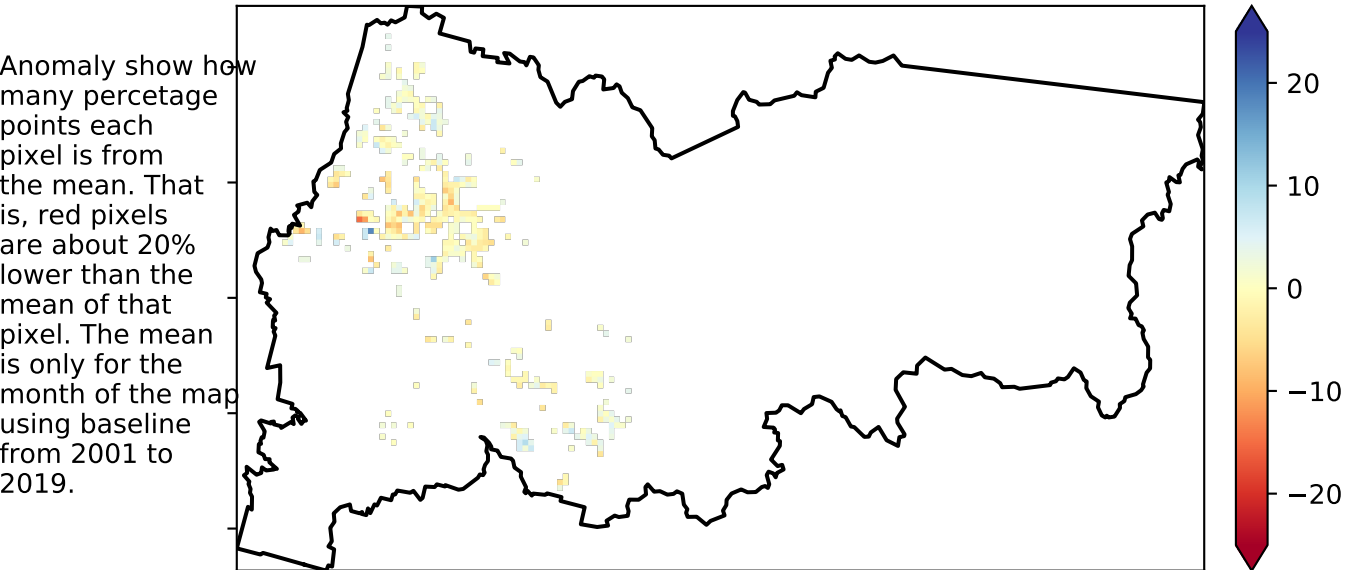 Anomaly show how
many percetage
points each
pixel is from
the mean. That
is, red pixels
are about 20%
lower than the
mean of that
pixel. The mean
is only for the
month of the map
using baseline
from 2001 to
2019.
20
10
0
−10
−20